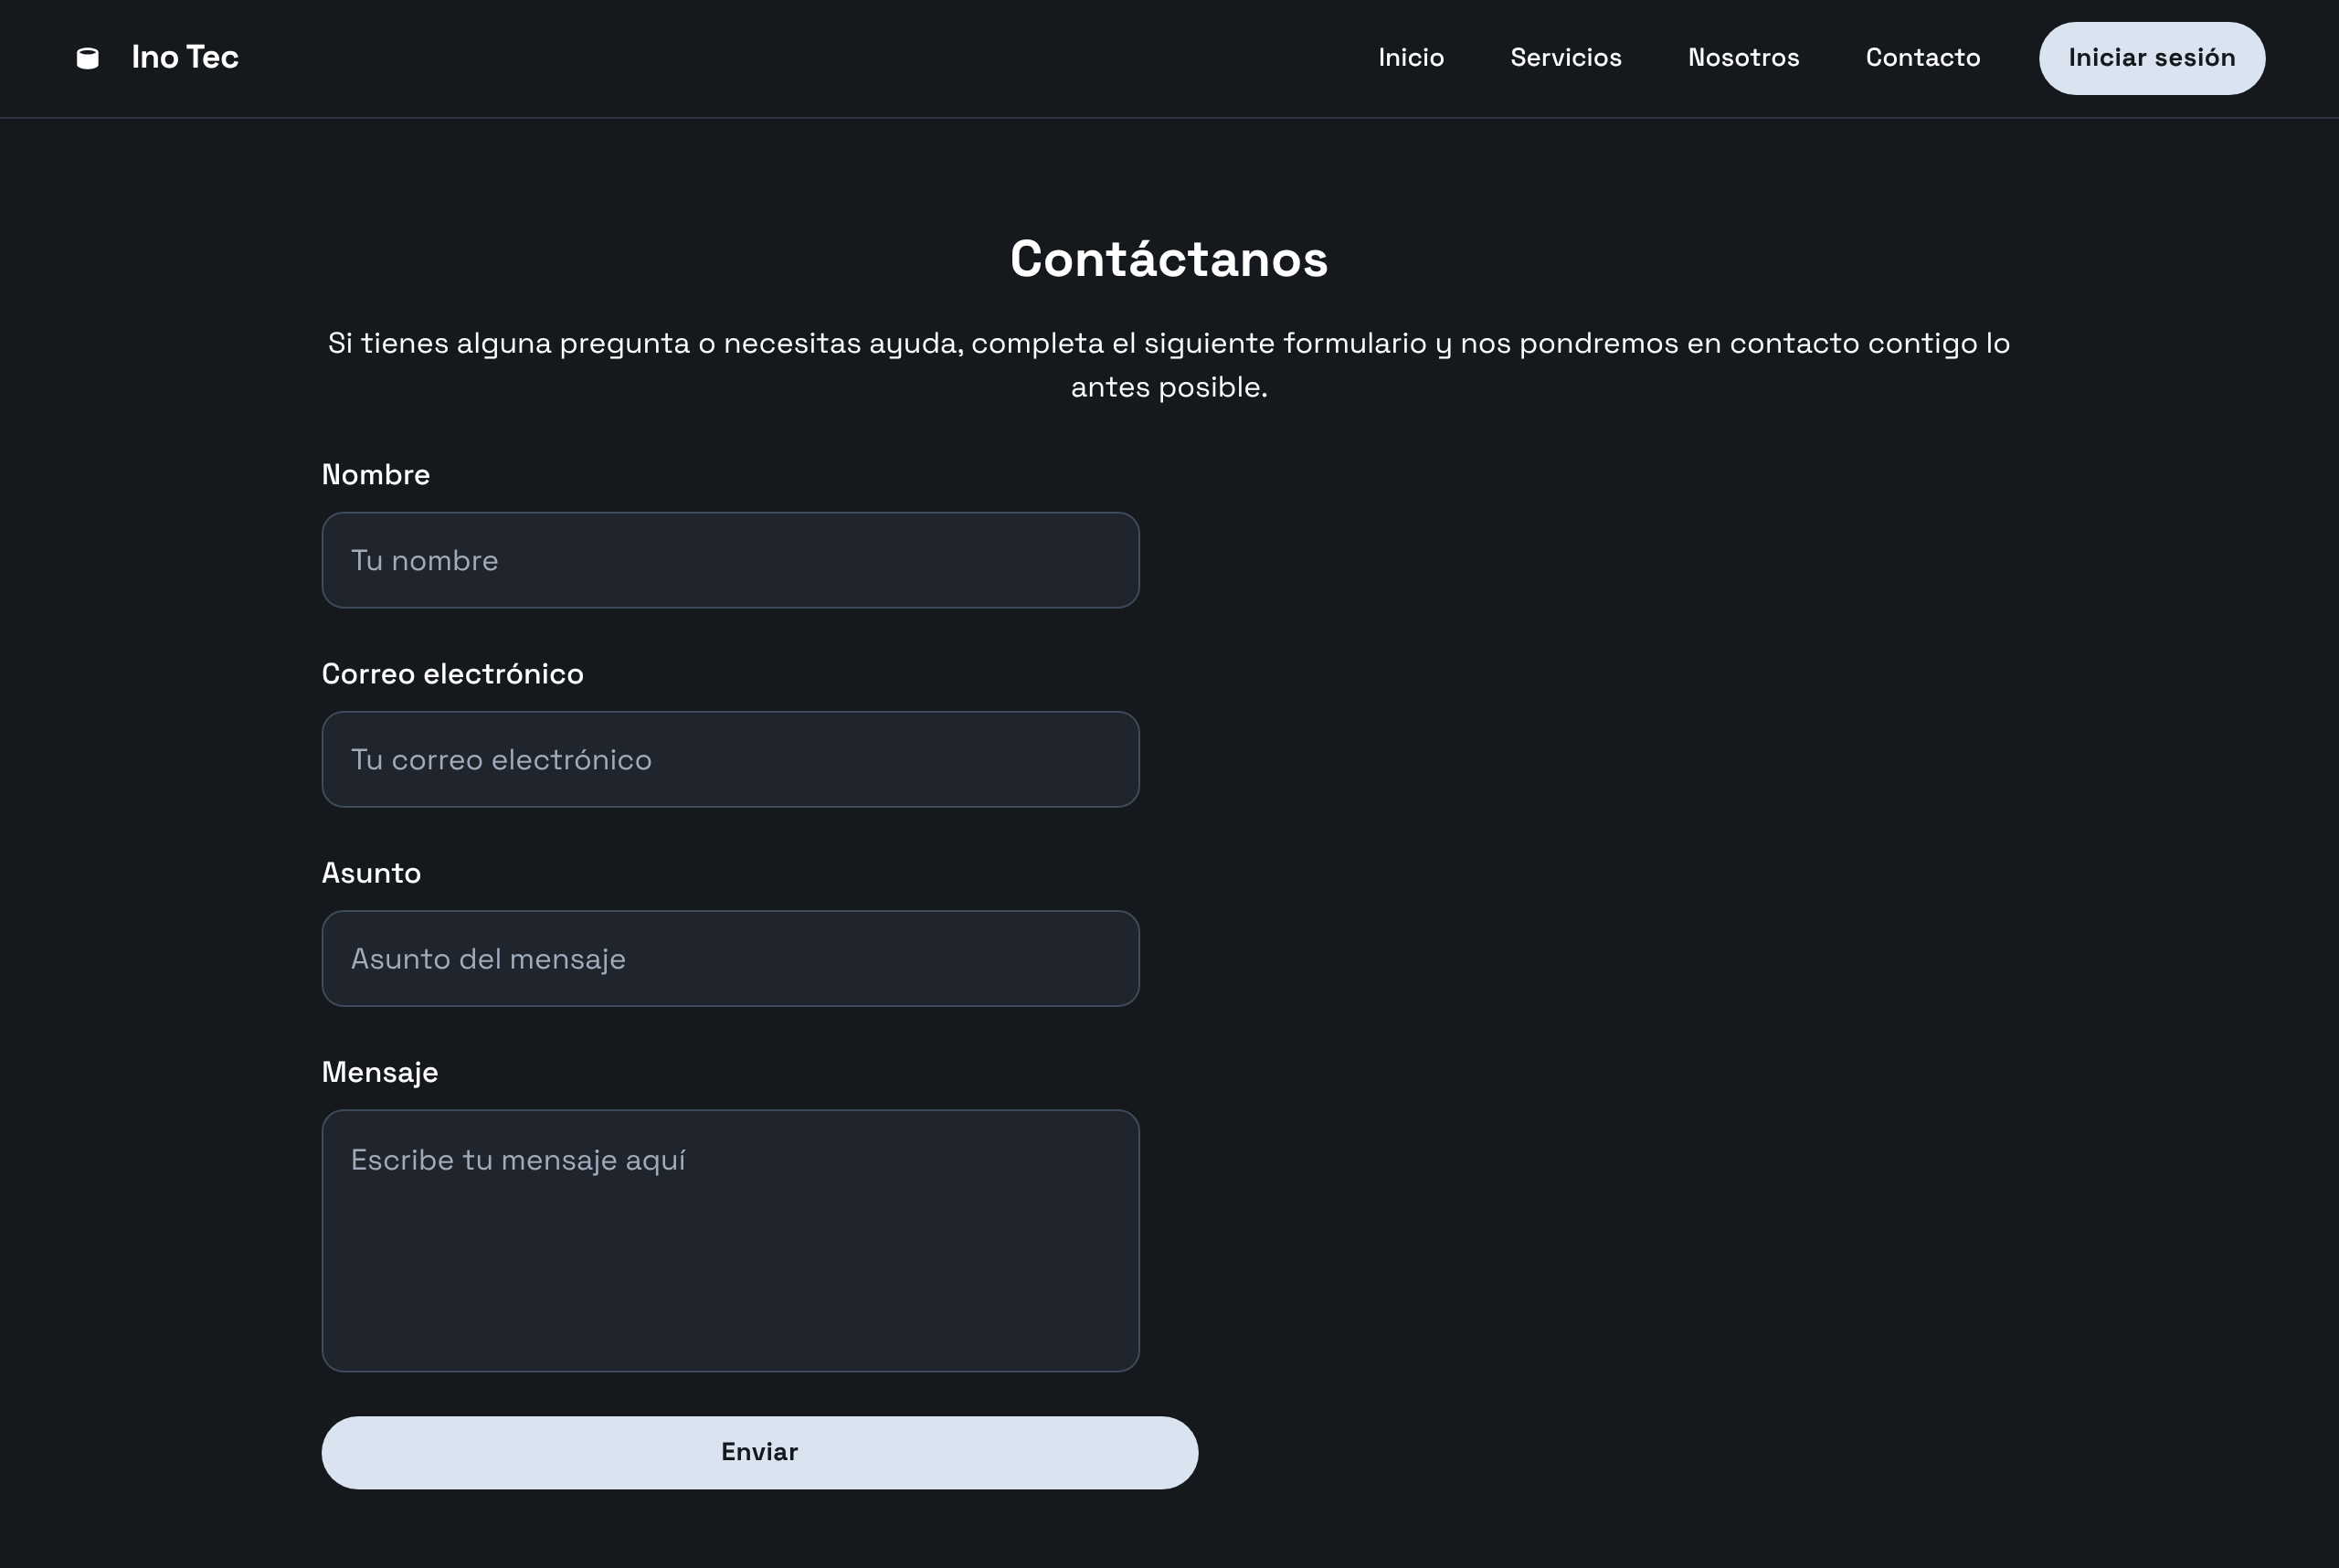 Ino Tec
Inicio
Servicios
Nosotros
Contacto
Iniciar sesión
Contáctanos
Si tienes alguna pregunta o necesitas ayuda, completa el siguiente formulario y nos pondremos en contacto contigo lo
antes posible.
Nombre
Tu nombre
Correo electrónico
Tu correo electrónico
Asunto
Asunto del mensaje
Mensaje
Escribe tu mensaje aquí
Enviar